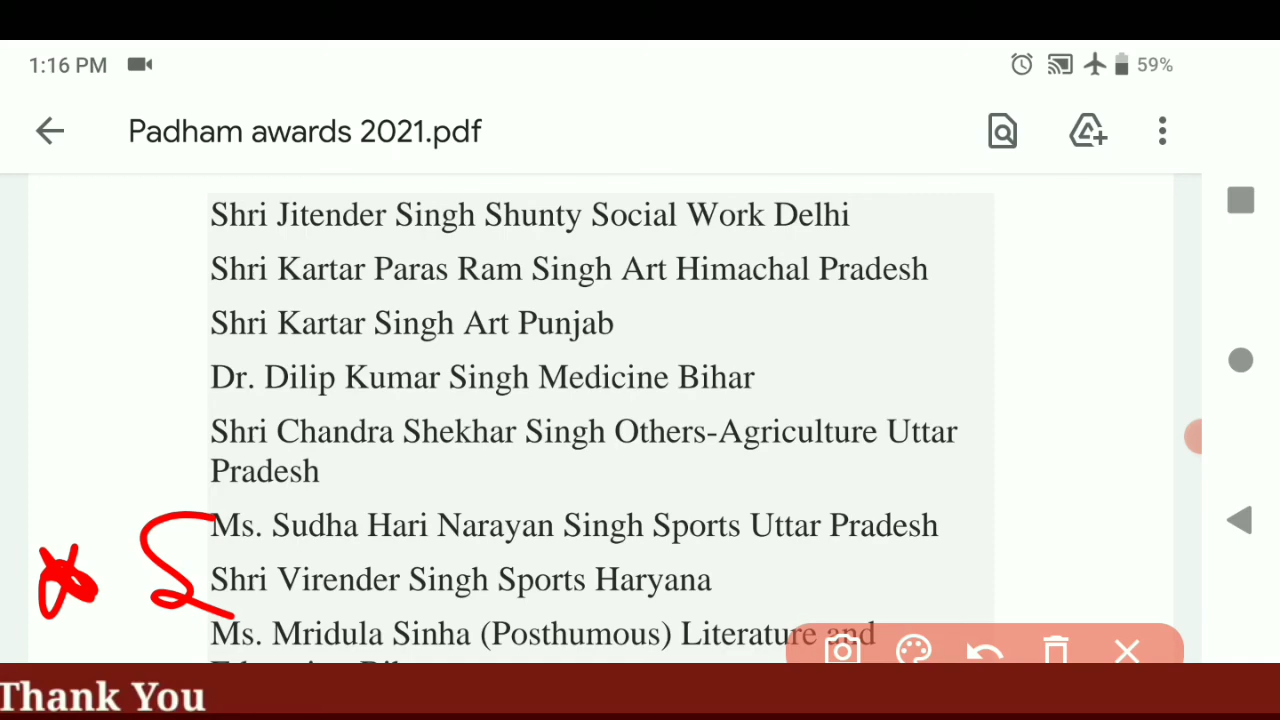 1:16 PM
59%
Padham awards 2021.pdf
Shri Jitender Singh Shunty Social Work Delhi
Shri Kartar Paras Ram Singh Art Himachal Pradesh
Shri Kartar Singh Art Punjab
Dr. Dilip Kumar Singh Medicine Bihar
Shri Chandra Shekhar Singh Others-Agriculture Uttar
Pradesh
Ms. Sudha Hari Narayan Singh Sports Uttar Pradesh
Shri Virender Singh Sports Haryana
Ms. Mridula Sinha (Posthumous) Literature and
Thank You